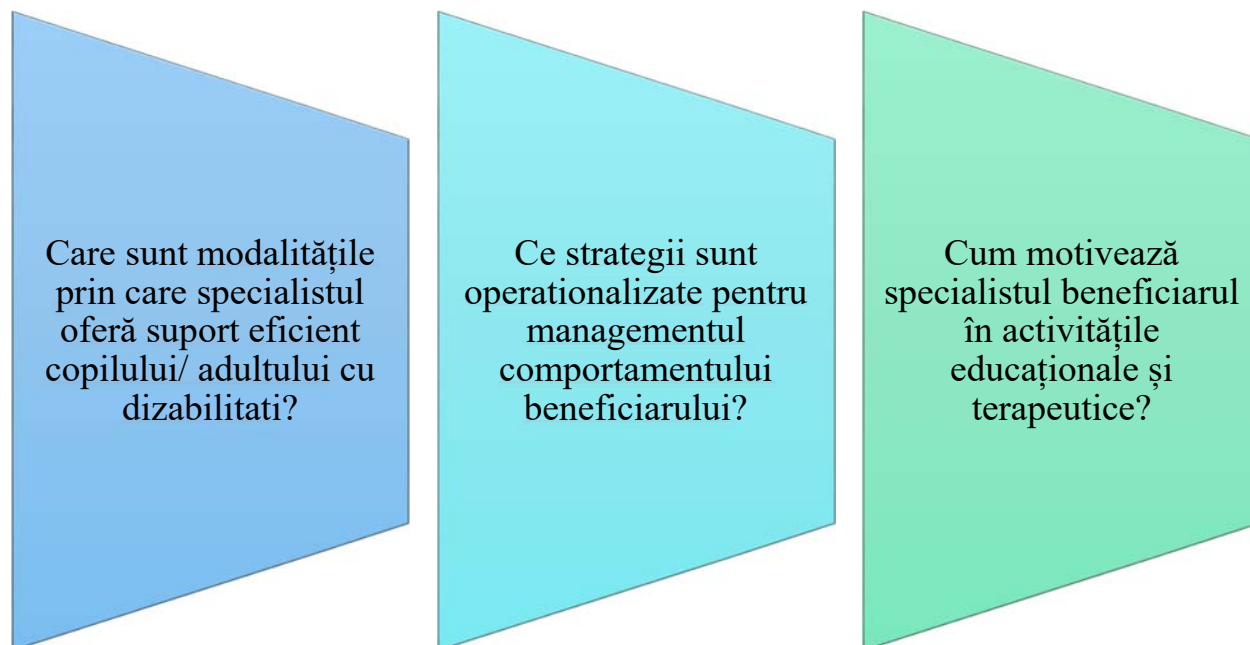 Care sunt modalitățile
prin care specialistul
oferă suport eficient
copilului/ adultului cu
dizabilitati?
Ce strategii sunt
operationalizate pentru
managementul
comportamentului
beneficiarului?
Cum motivează
specialistul beneficiarul
în activitățile
educaționale și
terapeutice?